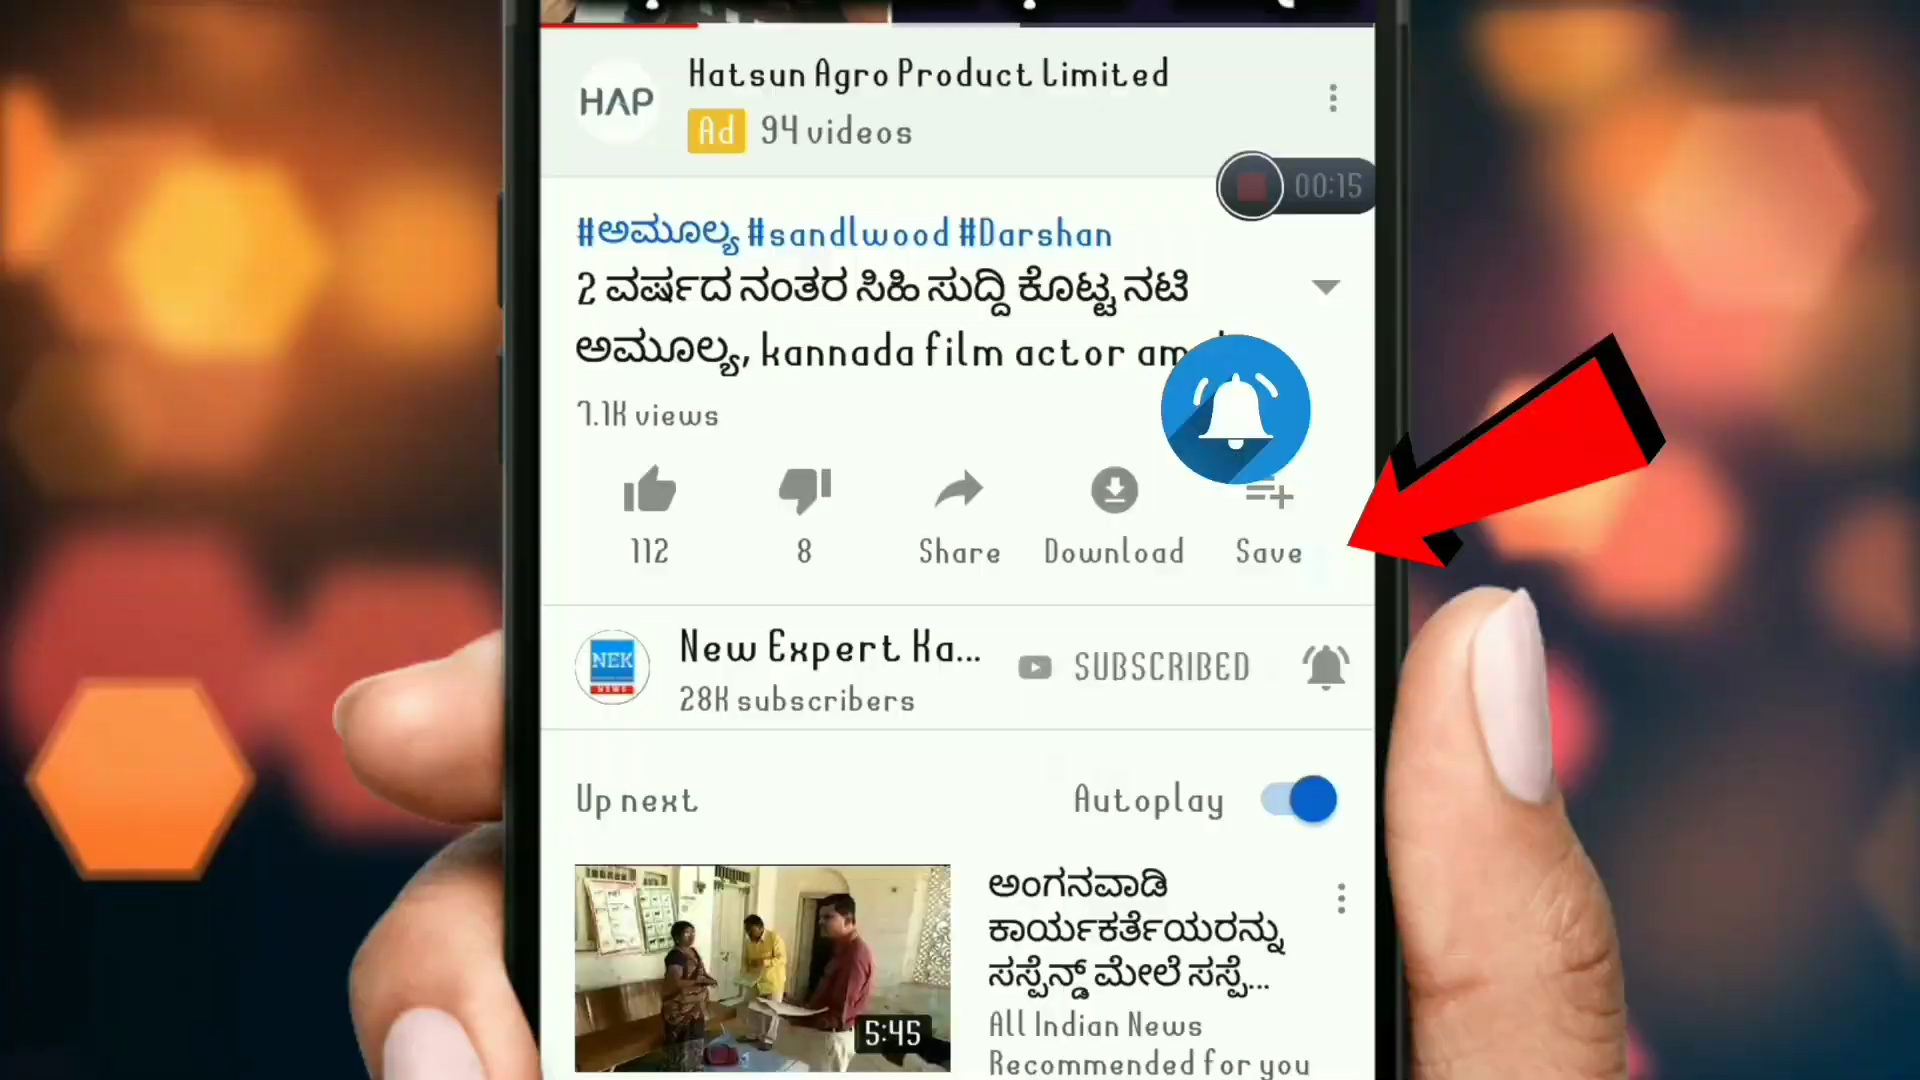 HAP
Hatsun Agro Product Limited
Ad 94 videos
00:15
#ಅಮೂಲ್ಯ #sandlwood #Darshan
2 ವರ್ಷದ ನಂತರ ಸಿಹಿ ಸುದ್ದಿ ಕೊಟ್ಟ ನಟಿ
ಅಮೂಲ್ಯ, kannada film actor
7.1K views
112
8
Share
Download
Save
NEK
NEWS
New Expert Ka...
28K subscribers
SUBSCRIBED
Up next
Autoplay
5:45
ಅಂಗನವಾಡಿ
ಕಾರ್ಯಕರ್ತೆಯರನ್ನು
ಸಸ್ಪೆನ್ಡ್ ಮೇಲೆ ಸಸ್ಪೆ...
All Indian News
Recommended for you